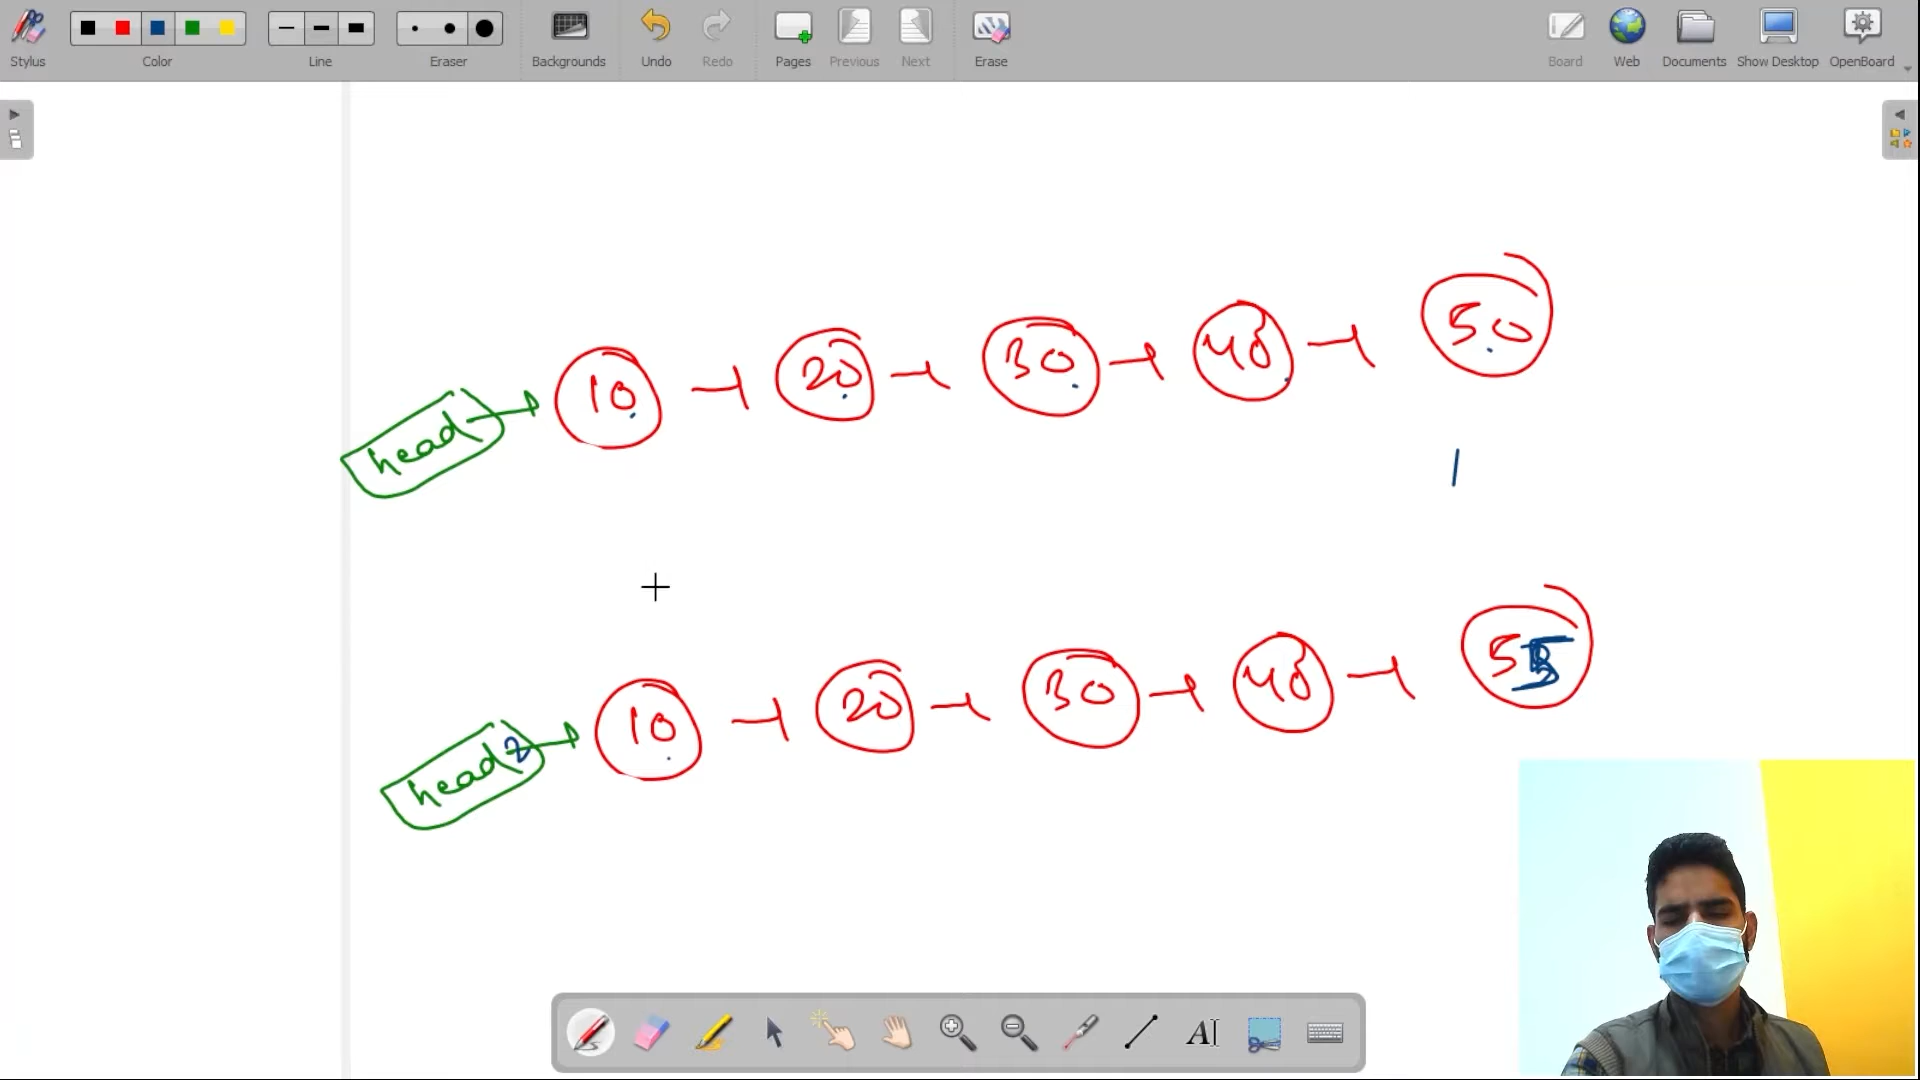 Stylus Color Line Eraser Backgrounds Undo Redo Pages Previous Next Erase Board Web Documents Show Desktop OpenBoard
head 10 20 30 40 50
head2 10 20 30 40 55
AI